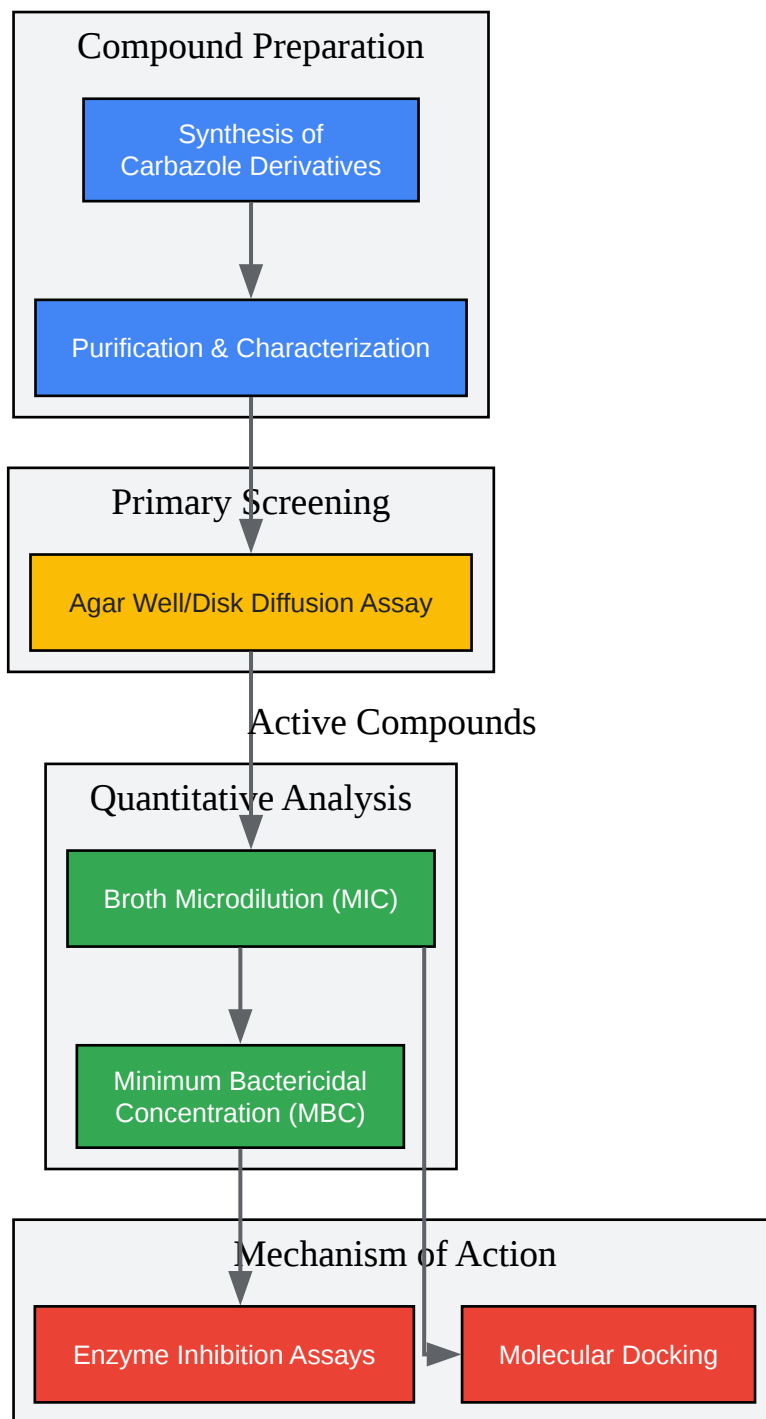 Compound Preparation
Synthesis of
Carbazole Derivatives
Purification & Characterization
Primary Screening
Agar Well/Disk Diffusion Assay
Active Compounds
Quantitative Analysis
Broth Microdilution (MIC)
Minimum Bactericidal
Concentration (MBC)
Mechanism of Action
Enzyme Inhibition Assays
Molecular Docking